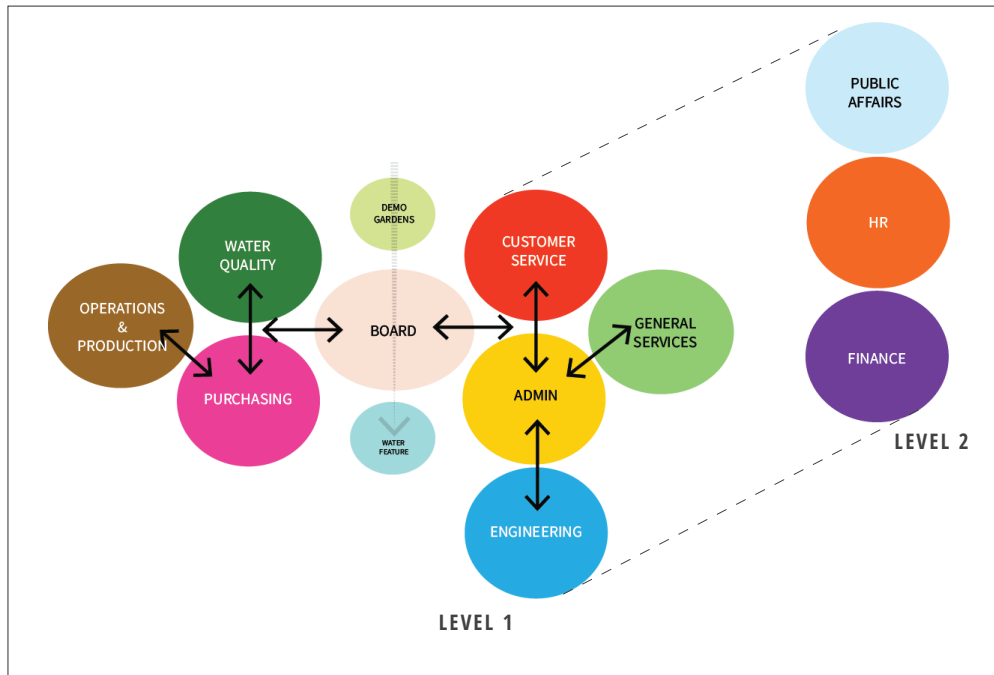 PUBLIC
AFFAIRS
DEMO
GARDENS
WATER
QUALITY
CUSTOMER
SERVICE
HR
OPERATIONS
&
PRODUCTION
BOARD
GENERAL
SERVICES
FINANCE
PURCHASING
ADMIN
WATER
FEATURE
LEVEL 2
ENGINEERING
LEVEL 1